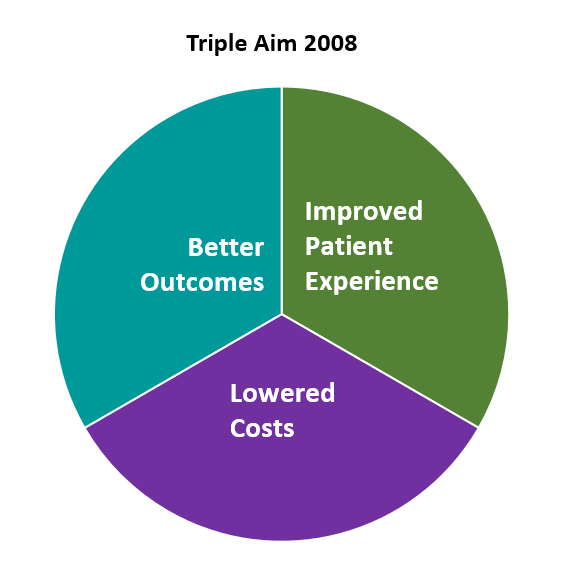 Triple Aim 2008
Better
Outcomes
Improved
Patient
Experience
Lowered
Costs